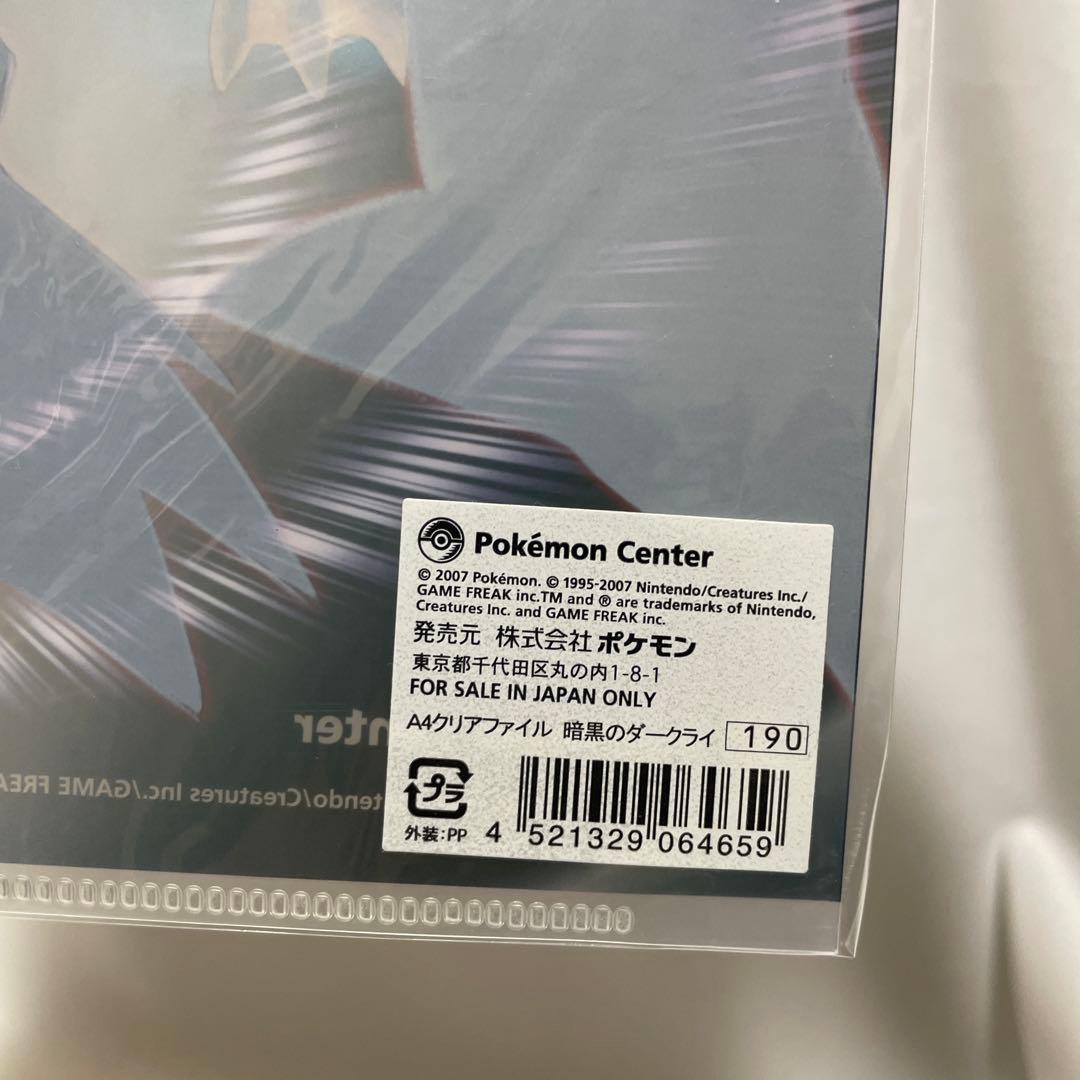 Pokémon Center
© 2007 Pokémon. © 1995-2007 Nintendo/Creatures Inc./
GAME FREAK inc.TM and ® are trademarks of Nintendo,
Creatures Inc. and GAME FREAK inc.
発売元 株式会社ポケモン
東京都千代田区丸の内1-8-1
FOR SALE IN JAPAN ONLY
A4クリアファイル 暗黒のダークライ 190
プラ
外装:PP 4 521329 064659
nter
tendo/Creatures Inc./GAME FREA